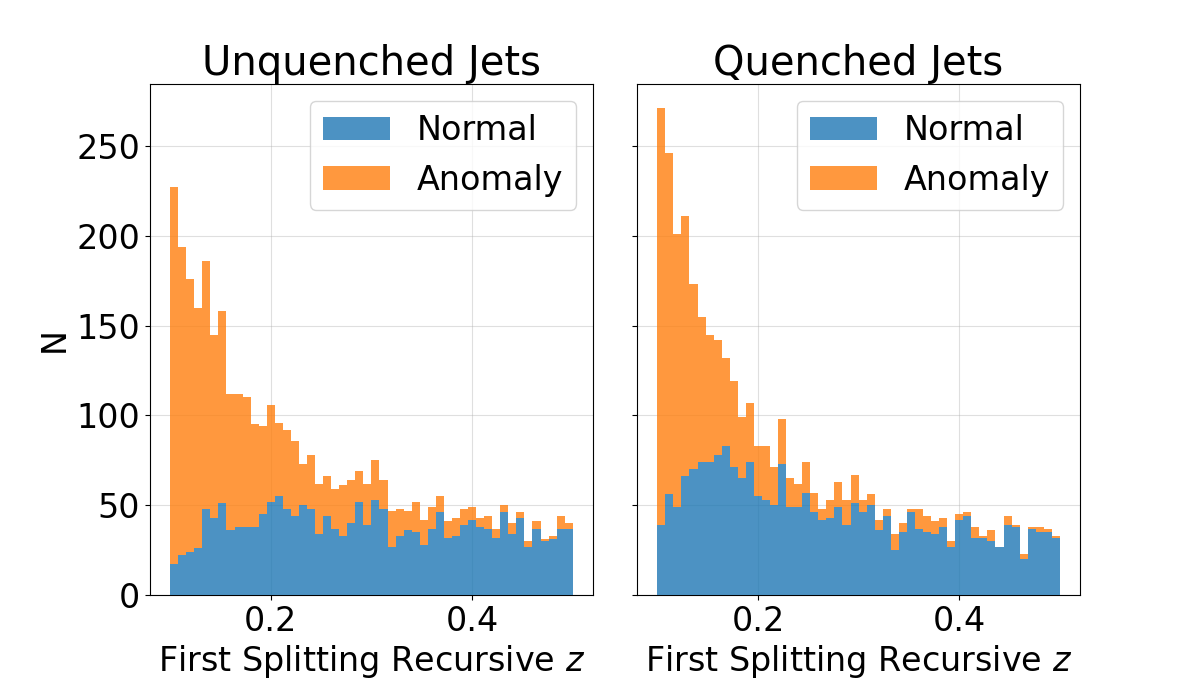 Unquenched Jets
Quenched Jets
Normal
Anomaly
Normal
Anomaly
N
250
200
150
100
50
0
0.2
0.4
0.2
0.4
First Splitting Recursive z
First Splitting Recursive z